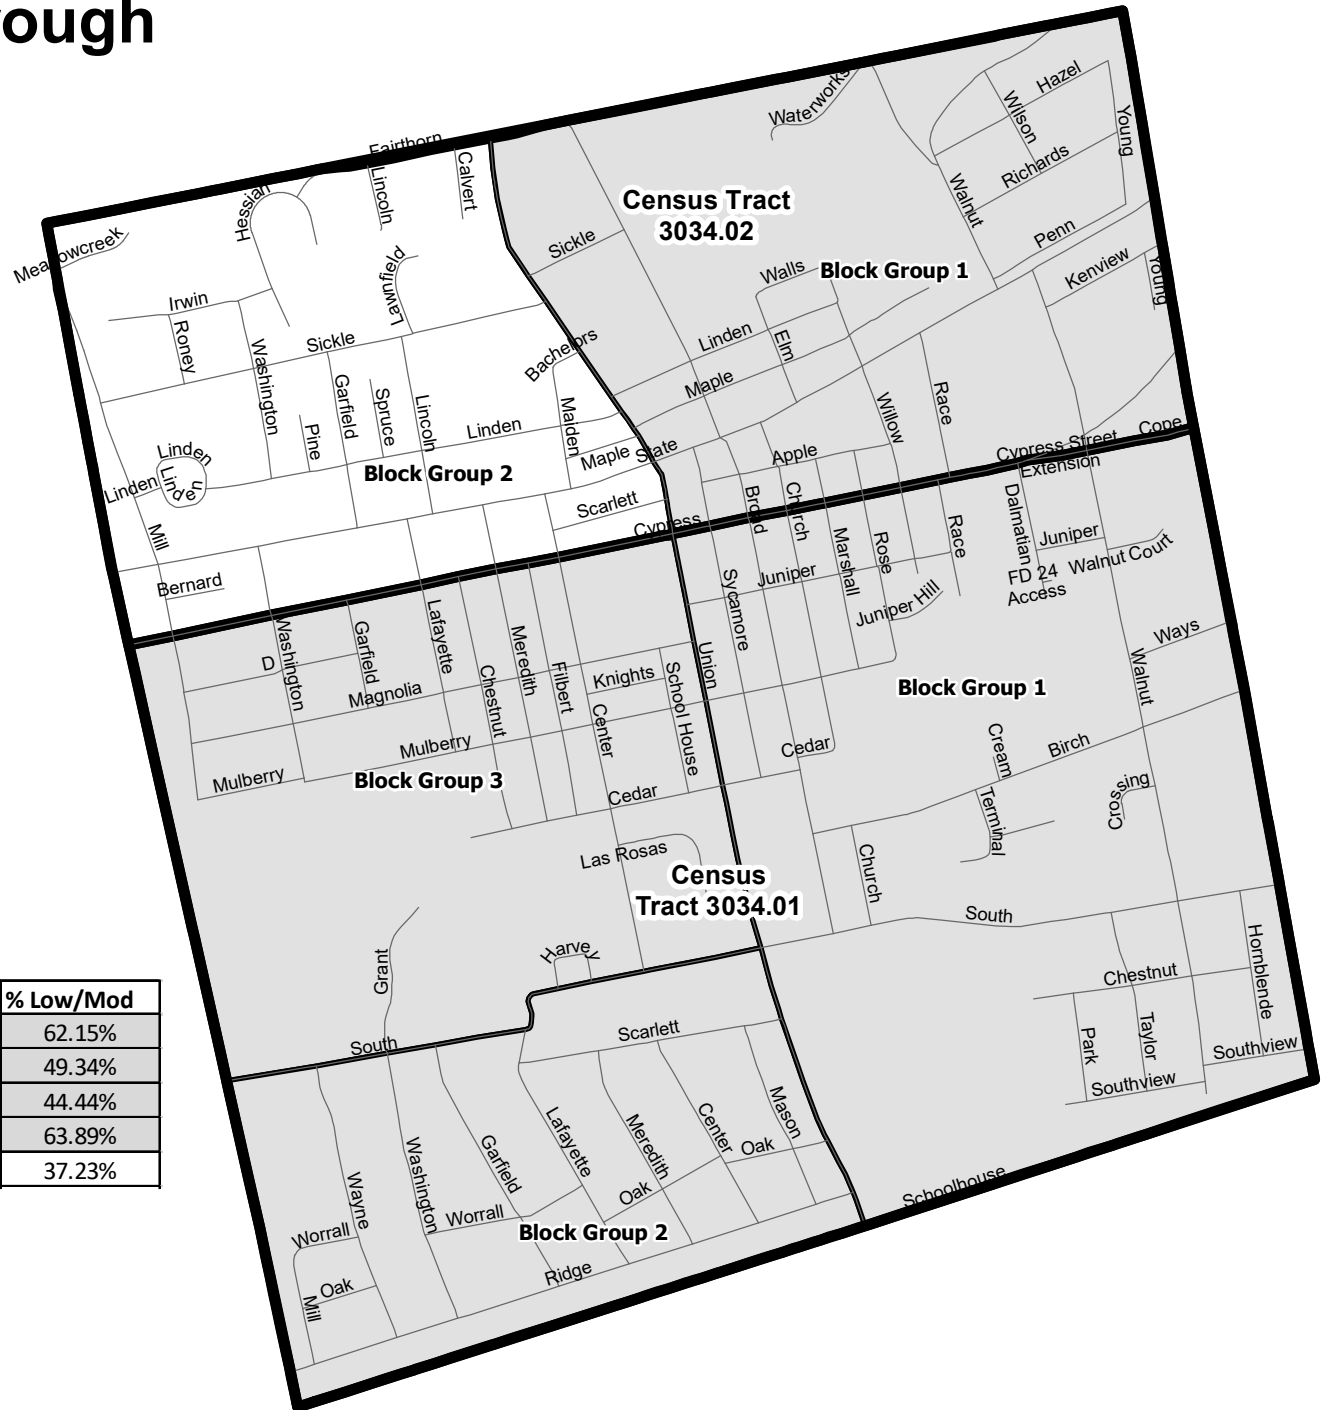 ough
Fairthorn
Meadowcreek
Hessian
Lincoln
Calvert
Waterworks
Hazel
Wilson
Young
Richards
Walnut
Census Tract
3034.02
Block Group 1
Sickle
Penn
Kenview
Young
Walls
Lawnfield
Irwin
Roney
Sickle
Washington
Garfield
Spruce
Lincoln
Pine
Linden
Bachelors
Maiden
Linden
Elm
Maple
Willow
Race
Linden
Linden
Linden
Block Group 2
Maple
State
Apple
Cypress Street
Extension
Cope
Scarlett
Cypress
Broad
Church
Mill
Bernard
Marshall
Rose
Race
Dalmatian
Juniper
Walnut Court
FD 24
Access
Juniper
Juniper Hill
Sycamore
Washington
Garfield
Lafayette
Meredith
Chestnut
Filbert
D
Magnolia
Knights
School House
Union
Ways
Walnut
Block Group 1
Mulberry
Mulberry
Center
Block Group 3
Cedar
Cedar
Cream
Birch
Terminal
Crossing
Las Rosas
Census
Tract 3034.01
Church
South
Harvey
Grant
South
Chestnut
Hornblende
Park
Taylor
Southview
Southview
Scarlett
Lafayette
Meredith
Center
Mason
Oak
Garfield
Washington
Wayne
Oak
Worrall
Worrall
Block Group 2
Schoolhouse
Ridge
Oak
Mill
% Low/Mod
62.15%
49.34%
44.44%
63.89%
37.23%